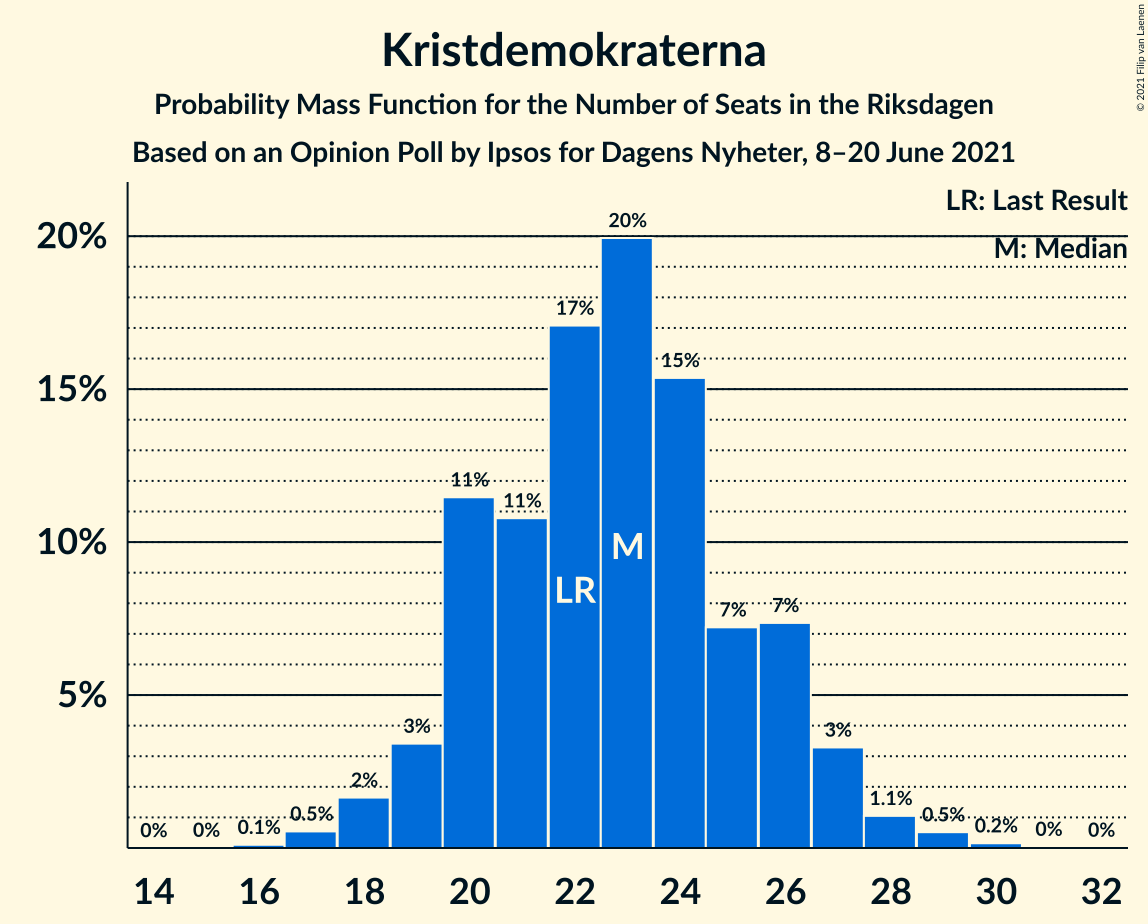 Kristdemokraterna
Probability Mass Function for the Number of Seats in the Riksdagen
Based on an Opinion Poll by Ipsos for Dagens Nyheter, 8–20 June 2021
© 2021 Filip van Laenen
LR: Last Result
M: Median
20%
15%
10%
5%
0%
0%
0.1%
0.5%
2%
3%
11%
11%
17%
20%
15%
7%
7%
3%
1.1%
0.5%
0.2%
0%
0%
LR
M
14 16 18 20 22 24 26 28 30 32